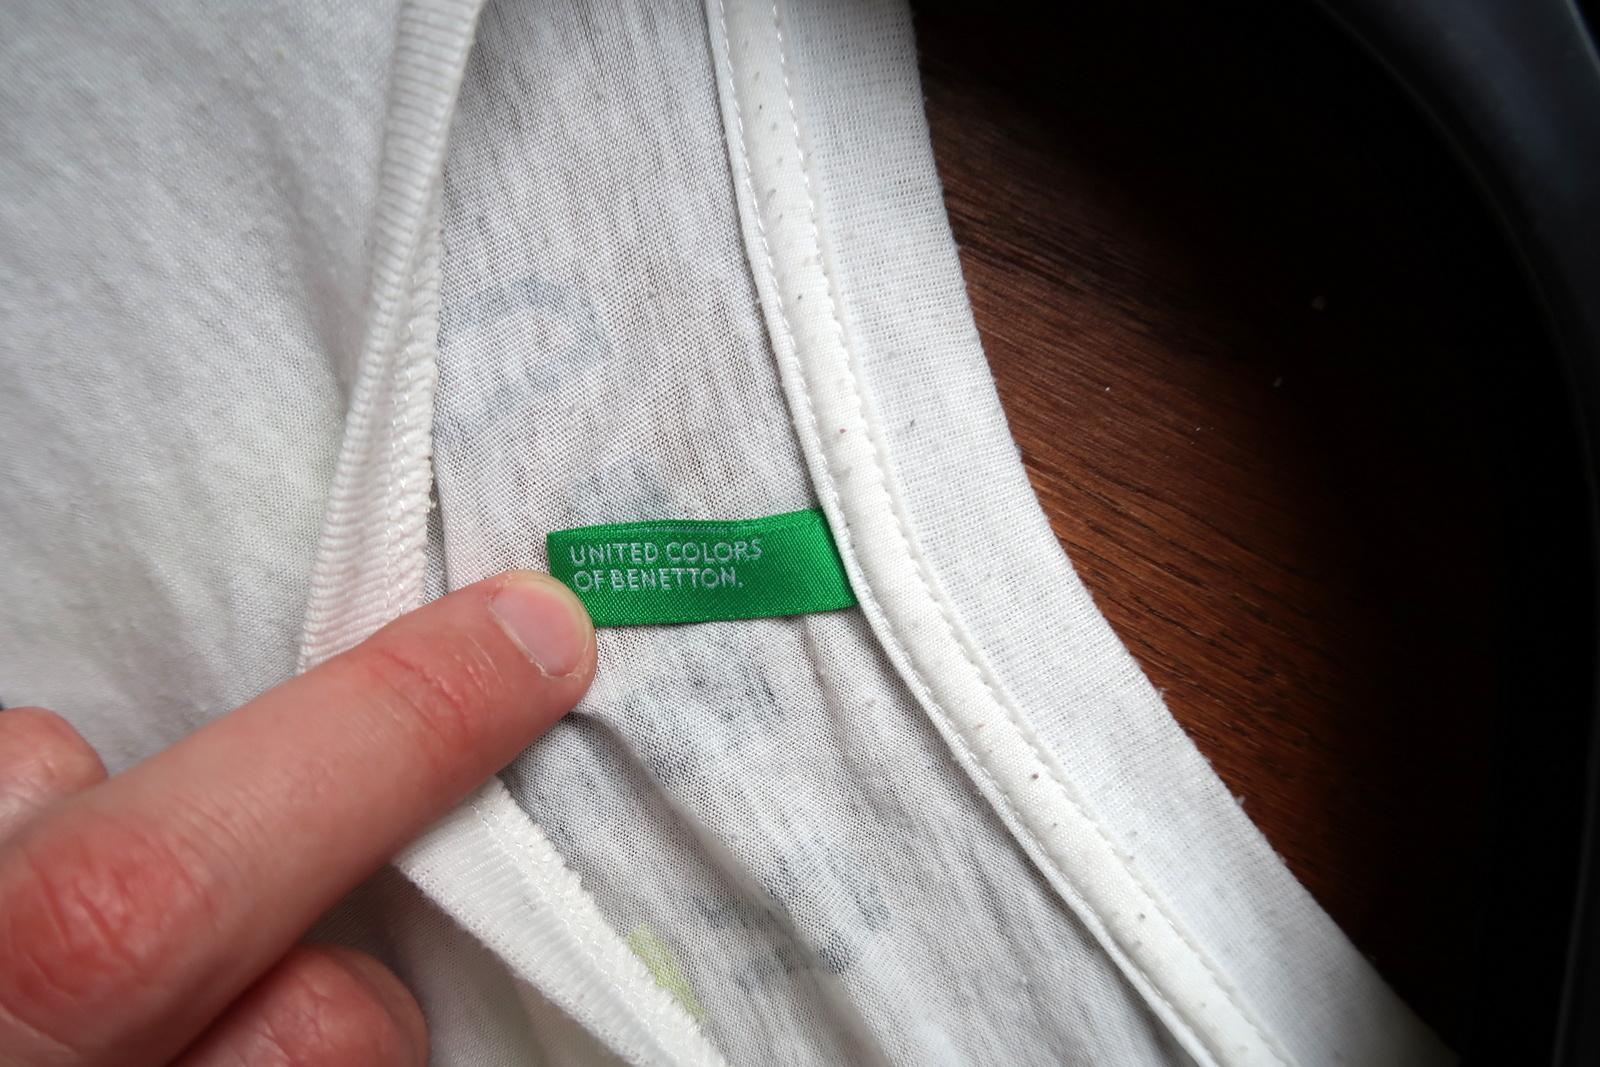 UNITED COLORS
OF BENETTON.